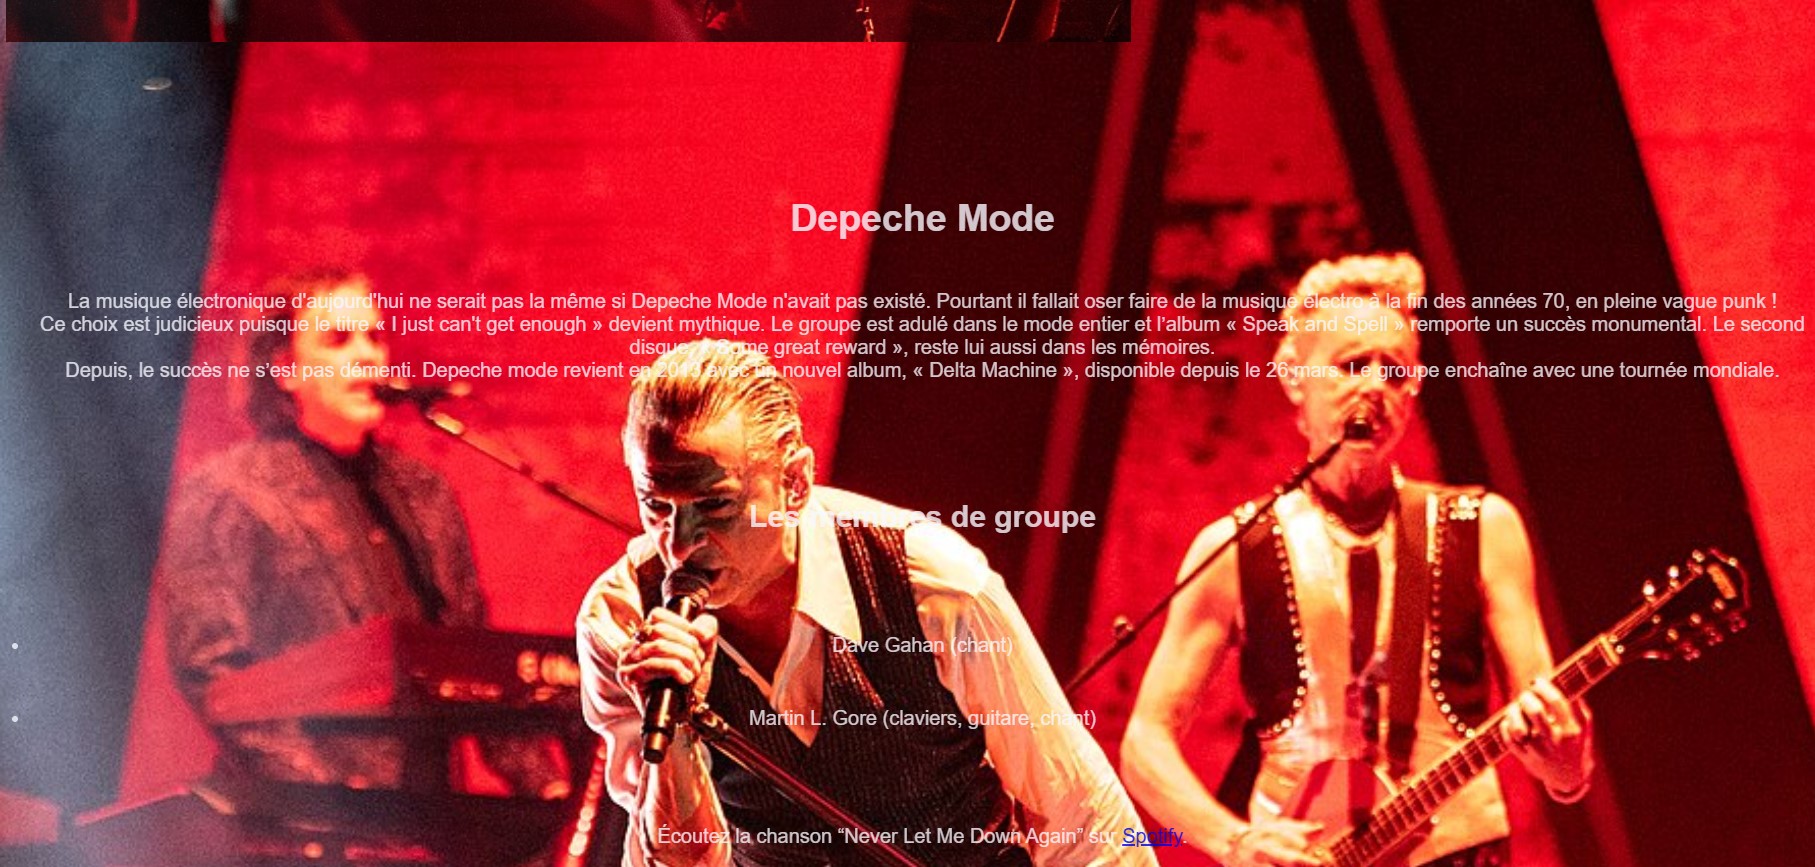 Depeche Mode
La musique électronique d'aujourd'hui ne serait pas la même si Depeche Mode n'avait pas existé. Pourtant il fallait oser faire de la musique électro à la fin des années 70, en pleine vague punk !
Ce choix est judicieux puisque le titre « I just can't get enough » devient mythique. Le groupe est adulé dans le mode entier et l’album « Speak and Spell » remporte un succès monumental. Le second
disque, « Some great reward », reste lui aussi dans les mémoires.
Depuis, le succès ne s’est pas démenti. Depeche mode revient en 2013 avec un nouvel album, « Delta Machine », disponible depuis le 26 mars. Le groupe enchaîne avec une tournée mondiale.
Les membres de groupe
Dave Gahan (chant)
Martin L. Gore (claviers, guitare, chant)
Écoutez la chanson “Never Let Me Down Again” sur Spotify.